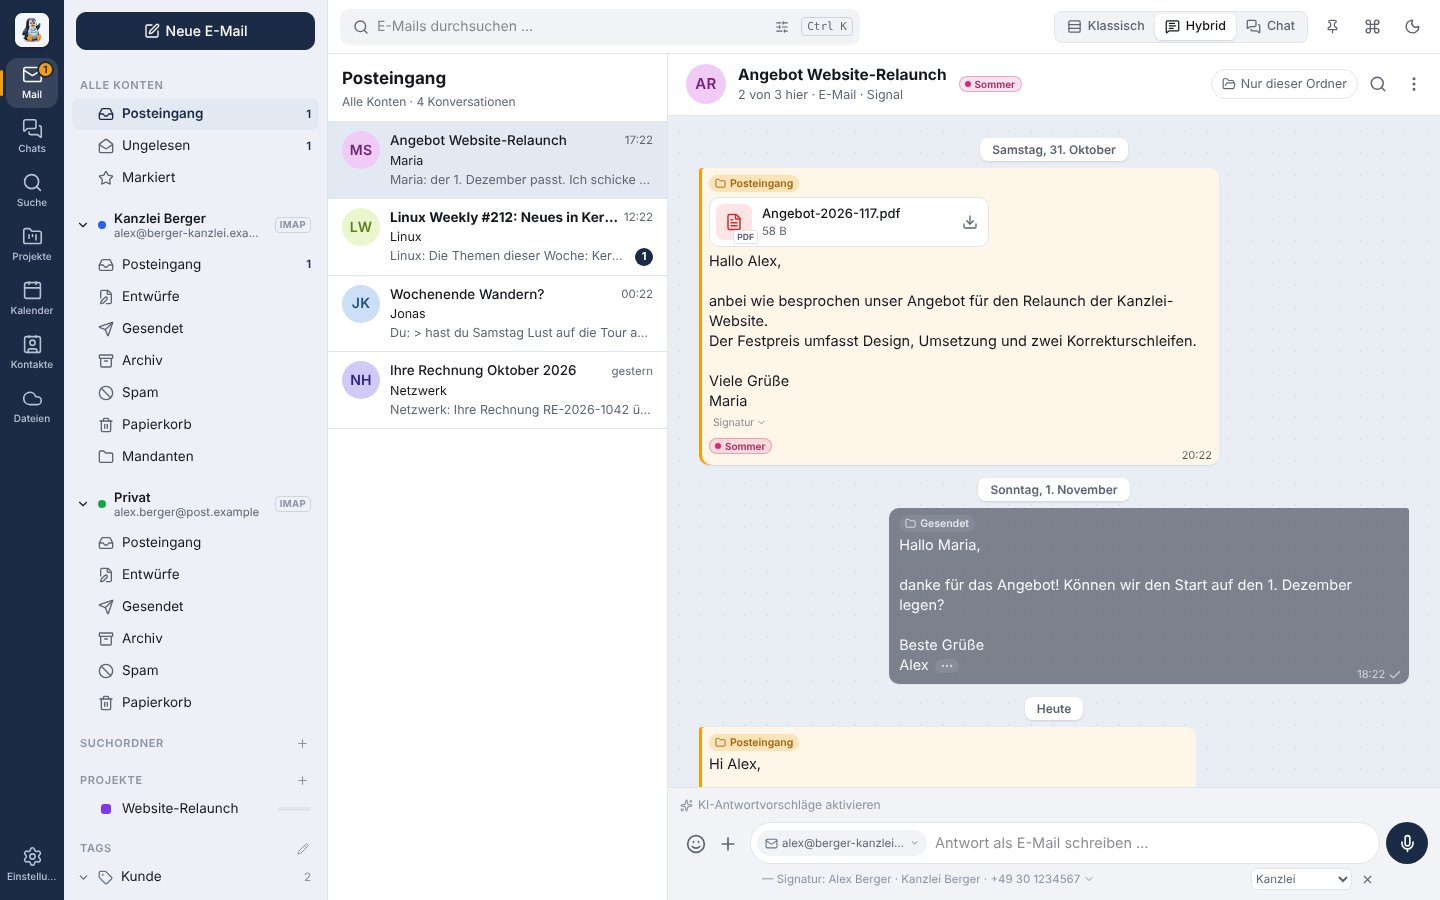 Neue E-Mail
E-Mails durchsuchen ...
Ctrl K
Klassisch
Hybrid
Chat
1
Mail
Chats
Suche
Projekte
Kalender
Kontakte
Dateien
Einstellu...
ALLE KONTEN
Posteingang 1
Ungelesen 1
Markiert
Kanzlei Berger
alex@berger-kanzlei.exa...
IMAP
Posteingang 1
Entwürfe
Gesendet
Archiv
Spam
Papierkorb
Mandanten
Privat
alex.berger@post.example
IMAP
Posteingang
Entwürfe
Gesendet
Archiv
Spam
Papierkorb
SUCHORDNER
PROJEKTE
Website-Relaunch
TAGS
Kunde 2
Posteingang
Alle Konten · 4 Konversationen
MS
Angebot Website-Relaunch 17:22
Maria
Maria: der 1. Dezember passt. Ich schicke ...
LW
Linux Weekly #212: Neues in Ker... 12:22
Linux
Linux: Die Themen dieser Woche: Ker... 1
JK
Wochenende Wandern? 00:22
Jonas
Du: > hast du Samstag Lust auf die Tour a...
NH
Ihre Rechnung Oktober 2026 gestern
Netzwerk
Netzwerk: Ihre Rechnung RE-2026-1042 ü...
AR
Angebot Website-Relaunch
Sommer
2 von 3 hier · E-Mail · Signal
Nur dieser Ordner
Samstag, 31. Oktober
Posteingang
Angebot-2026-117.pdf
58 B
PDF
Hallo Alex,
anbei wie besprochen unser Angebot für den Relaunch der Kanzlei-
Website.
Der Festpreis umfasst Design, Umsetzung und zwei Korrekturschleifen.
Viele Grüße
Maria
Signatur
Sommer
20:22
Sonntag, 1. November
Gesendet
Hallo Maria,
danke für das Angebot! Können wir den Start auf den 1. Dezember
legen?
Beste Grüße
Alex ...
18:22
Heute
Posteingang
Hi Alex,
KI-Antwortvorschläge aktivieren
alex@berger-kanzlei...
Antwort als E-Mail schreiben ...
— Signatur: Alex Berger · Kanzlei Berger · +49 30 1234567
Kanzlei